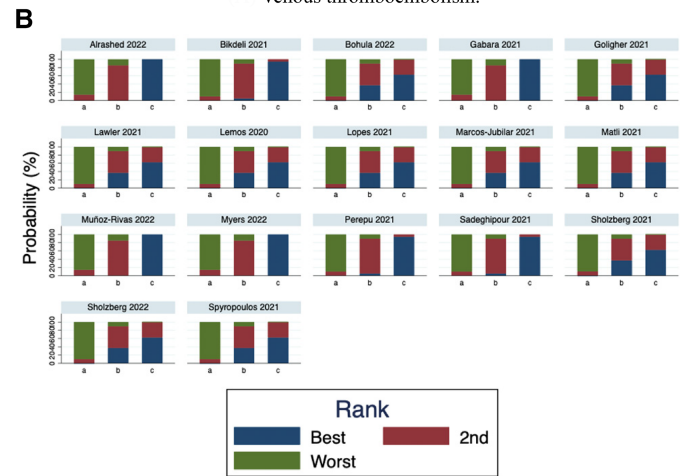 venous thromboembolism.
B
Alrashed 2022 Bikdeli 2021 Bohula 2022 Gabara 2021 Goligher 2021
a b c a b c a b c a b c a b c
Lawler 2021 Lemos 2020 Lopes 2021 Marcos-Jubilar 2021 Matli 2021
a b c a b c a b c a b c a b c
Probability (%)
Muñoz-Rivas 2022 Myers 2022 Perepu 2021 Sadeghipour 2021 Sholzberg 2021
a b c a b c a b c a b c a b c
Sholzberg 2022 Spyropoulos 2021
a b c a b c
Rank
Best 2nd
Worst